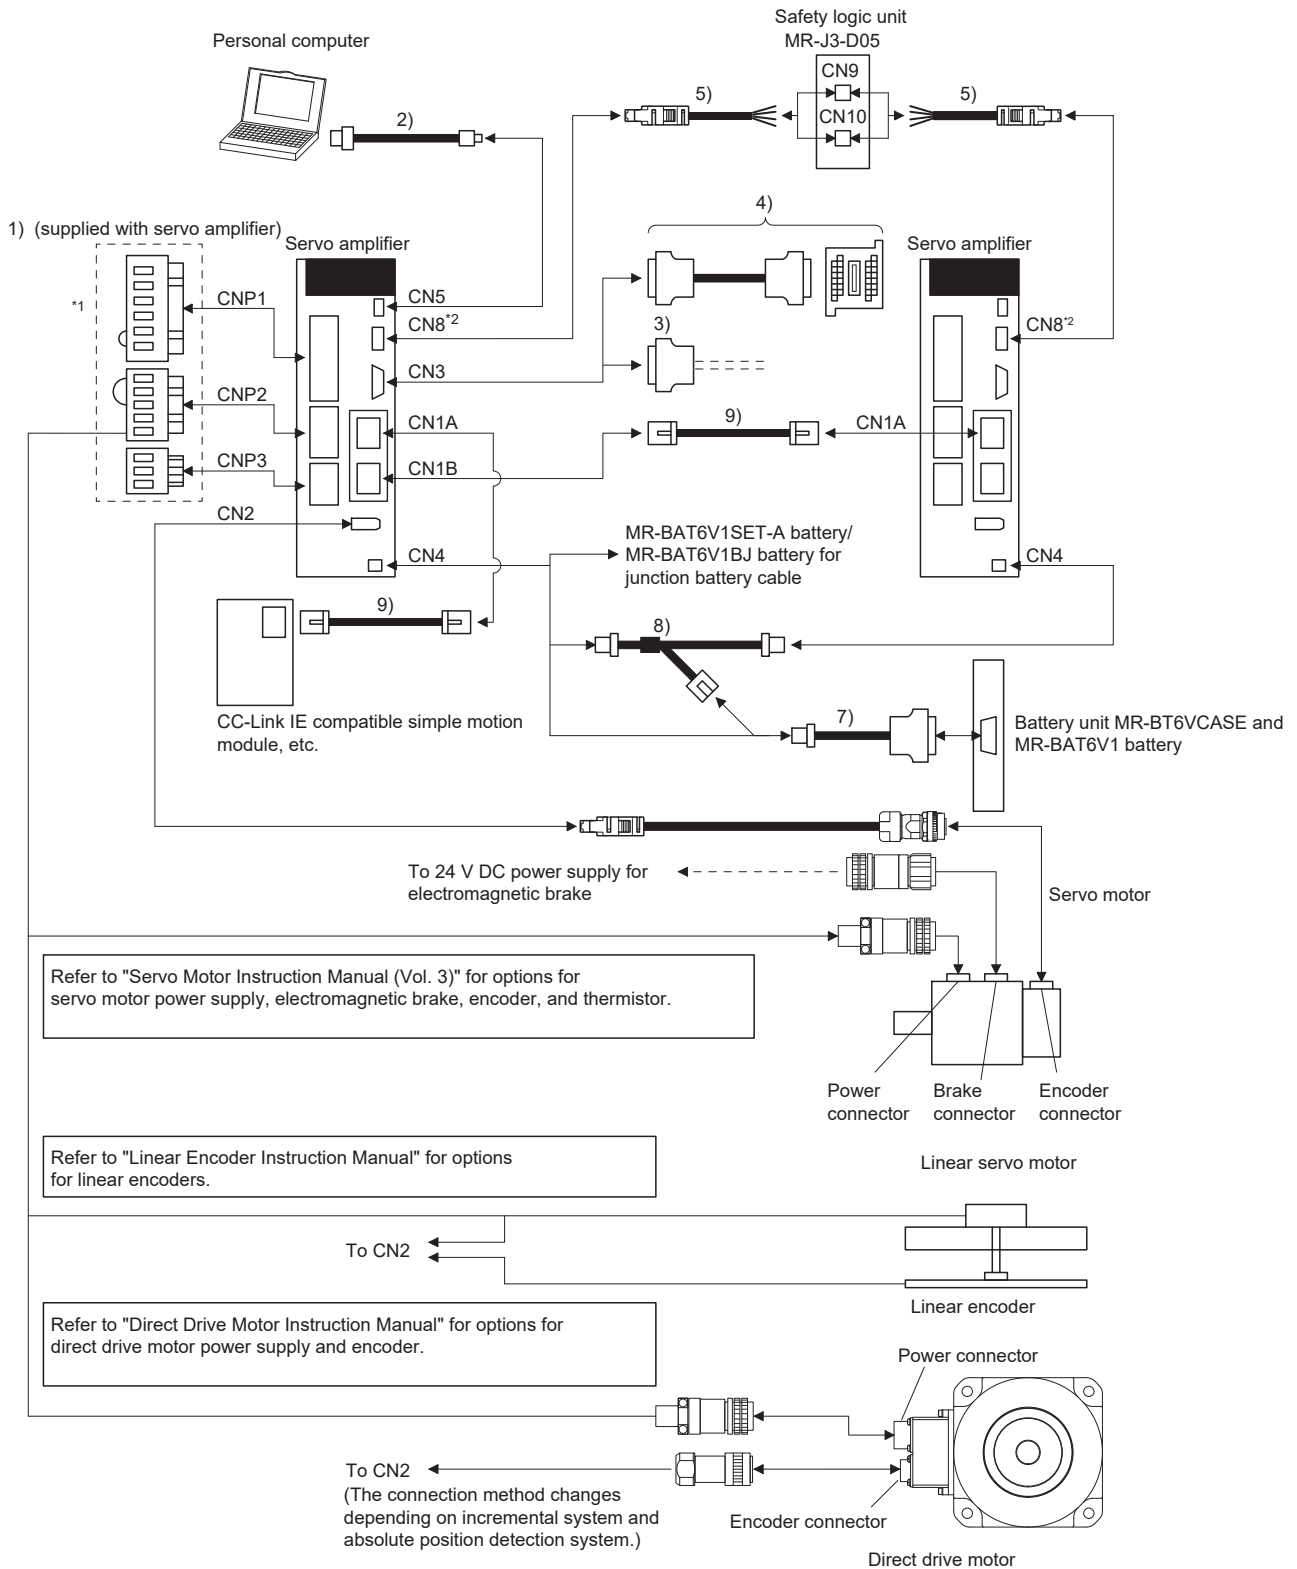 Safety logic unit
MR-J3-D05
Personal computer
CN9
CN10
5)
5)
2)
4)
1) (supplied with servo amplifier)
Servo amplifier
Servo amplifier
*1
CNP1
CN5
CN8*2
3)
CN8*2
CN3
CNP2
CN1A
9)
CN1A
CNP3
CN1B
CN2
MR-BAT6V1SET-A battery/
MR-BAT6V1BJ battery for
junction battery cable
CN4
CN4
9)
8)
CC-Link IE compatible simple motion
module, etc.
7)
Battery unit MR-BT6VCASE and
MR-BAT6V1 battery
To 24 V DC power supply for
electromagnetic brake
Servo motor
Refer to "Servo Motor Instruction Manual (Vol. 3)" for options for
servo motor power supply, electromagnetic brake, encoder, and thermistor.
Power
connector
Brake
connector
Encoder
connector
Refer to "Linear Encoder Instruction Manual" for options
for linear encoders.
Linear servo motor
To CN2
Linear encoder
Refer to "Direct Drive Motor Instruction Manual" for options for
direct drive motor power supply and encoder.
Power connector
To CN2
(The connection method changes
depending on incremental system and
absolute position detection system.)
Encoder connector
Direct drive motor